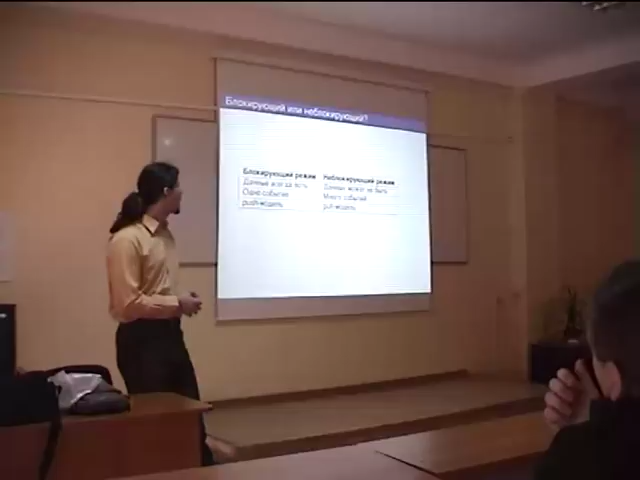 Блокирующий или неблокирующий?
Блокирующий режим Неблокирующий режим
Данные всегда есть Данные может не быть
Одно событие Много событий
push-модель pull-модель